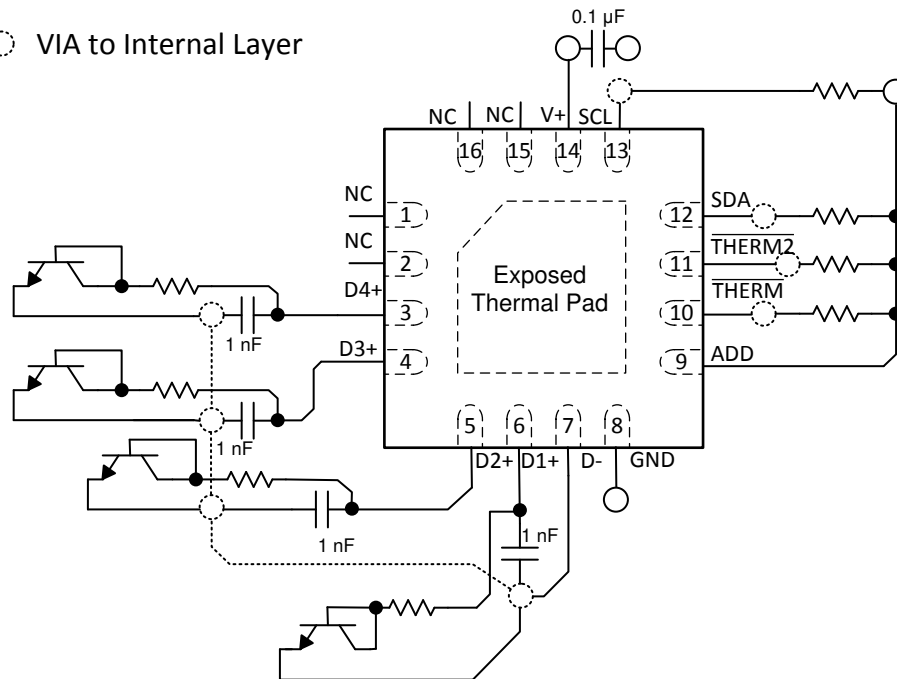 VIA to Internal Layer
0.1 µF
NC
NC
V+
SCL
16
15
14
13
NC
1
NC
2
D4+
3
D3+
4
SDA
12
THERM2
11
THERM
10
ADD
9
Exposed
Thermal Pad
1 nF
1 nF
5
6
7
8
D2+
D1+
D-
GND
1 nF
1 nF